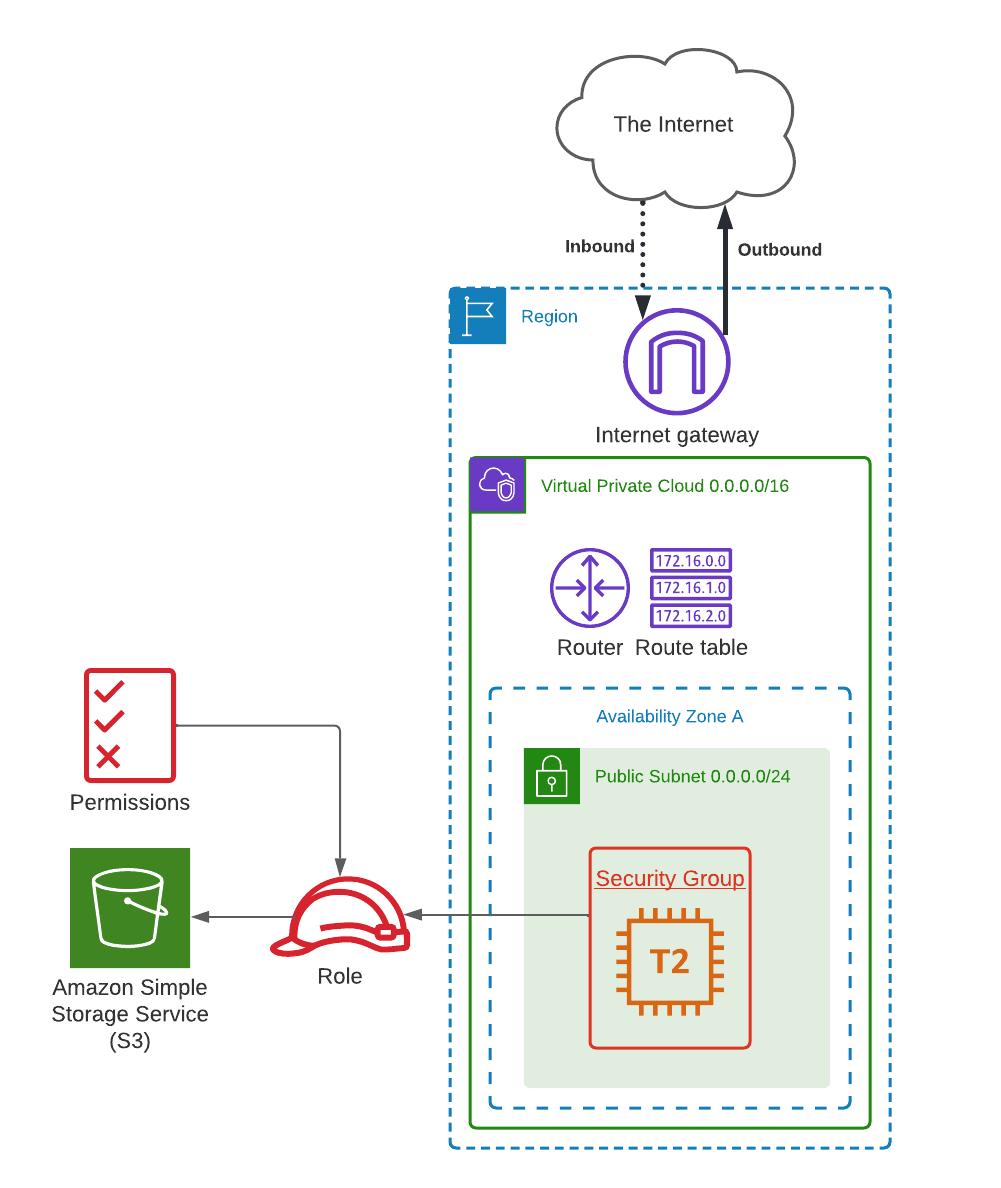 The Internet
Inbound
Outbound
Region
Internet gateway
Virtual Private Cloud 0.0.0.0/16
172.16.0.0
172.16.1.0
172.16.2.0
Router
Route table
Availability Zone A
Public Subnet 0.0.0.0/24
Permissions
Security Group
T2
Role
Amazon Simple
Storage Service
(S3)